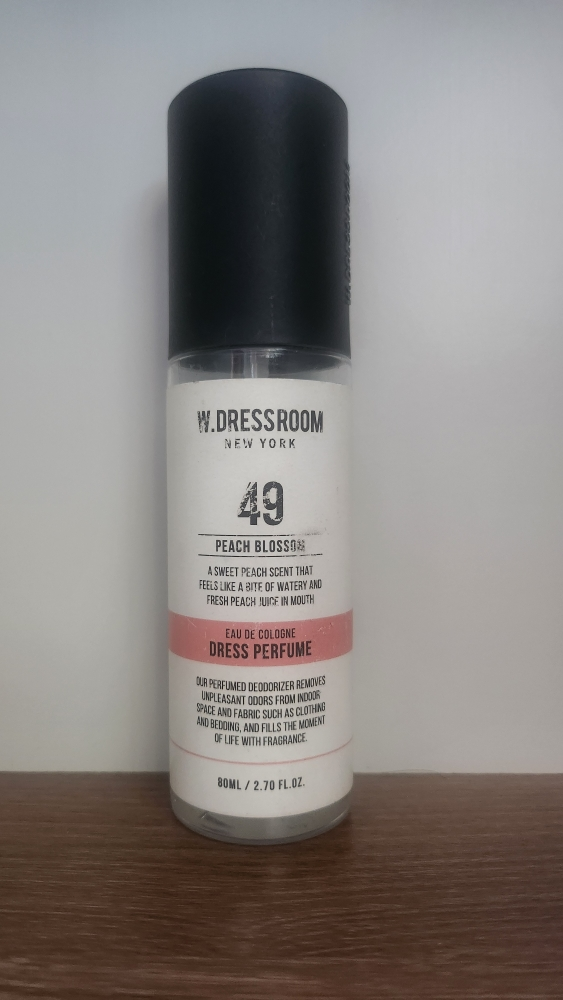 W.DRESSROOM
NEW YORK
49
PEACH BLOSSOM
A SWEET PEACH SCENT THAT
FEELS LIKE A BITE OF WATERY AND
FRESH PEACH JUICE IN MOUTH
EAU DE COLOGNE
DRESS PERFUME
OUR PERFUMED DEODORIZER REMOVES
UNPLEASANT ODORS FROM INDOOR
SPACE AND FABRIC SUCH AS CLOTHING
AND BEDDING, AND FILLS THE MOMENT
OF LIFE WITH FRAGRANCE.
80ML / 2.70 FL.OZ.